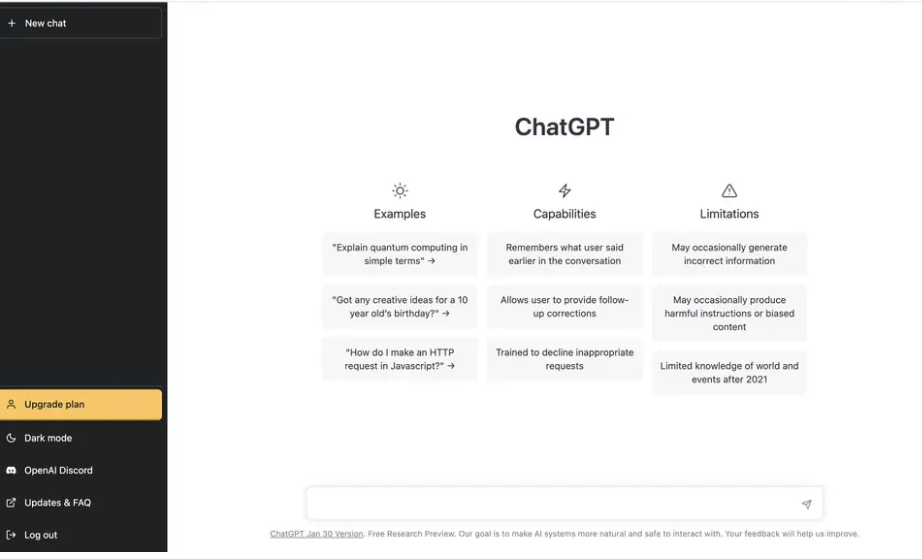 New chat
ChatGPT
Examples
"Explain quantum computing in
simple terms" →
"Got any creative ideas for a 10
year old's birthday?" →
"How do I make an HTTP
request in Javascript?" →
Capabilities
Remembers what user said
earlier in the conversation
Allows user to provide follow-
up corrections
Trained to decline inappropriate
requests
Limitations
May occasionally generate
incorrect information
May occasionally produce
harmful instructions or biased
content
Limited knowledge of world and
events after 2021
Upgrade plan
Dark mode
OpenAI Discord
Updates & FAQ
Log out
ChatGPT Jan 30 Version. Free Research Preview. Our goal is to make AI systems more natural and safe to interact with. Your feedback will help us improve.